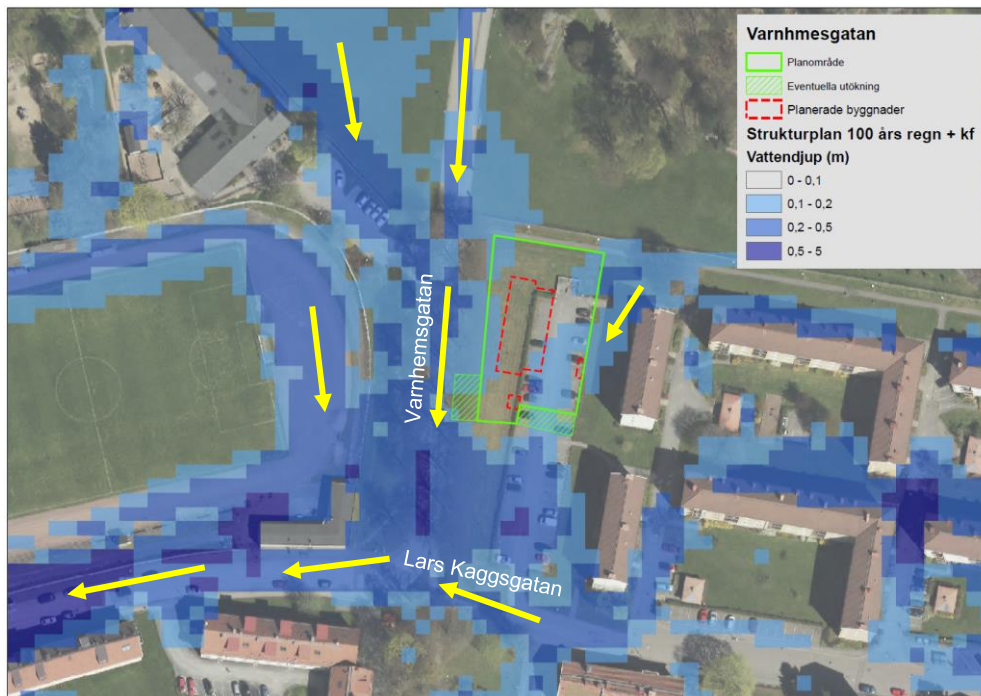 Varnhmesgatan
Planområde
Eventuella utökning
Planerade byggnader
Strukturplan 100 års regn + kf
Vattendjup (m)
0 - 0,1
0,1 - 0,2
0,2 - 0,5
0,5 - 5
Varnhemsgatan
Lars Kaggsgatan